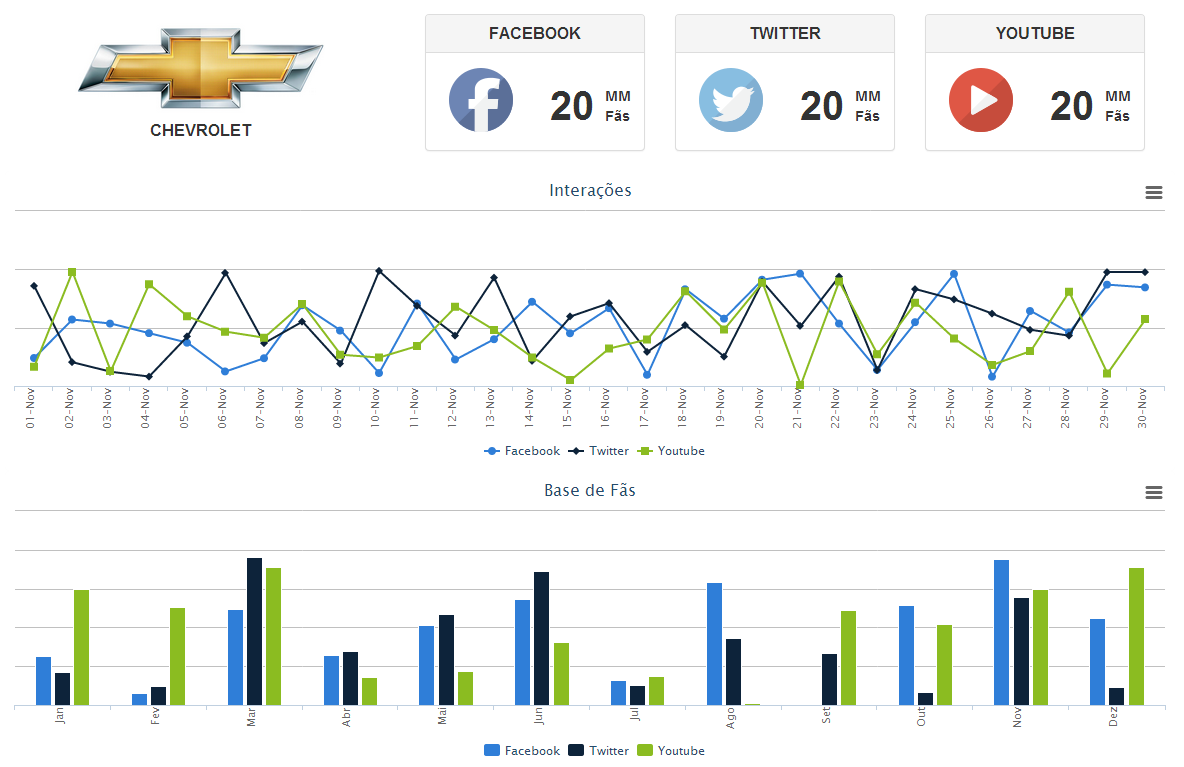 CHEVROLET
FACEBOOK
20 MM Fãs
TWITTER
20 MM Fãs
YOUTUBE
20 MM Fãs
Interações
01-Nov 02-Nov 03-Nov 04-Nov 05-Nov 06-Nov 07-Nov 08-Nov 09-Nov 10-Nov 11-Nov 12-Nov 13-Nov 14-Nov 15-Nov 16-Nov 17-Nov 18-Nov 19-Nov 20-Nov 21-Nov 22-Nov 23-Nov 24-Nov 25-Nov 26-Nov 27-Nov 28-Nov 29-Nov 30-Nov
Facebook Twitter Youtube
Base de Fãs
Jan Fev Mar Abr Mai Jun Jul Ago Set Out Nov Dez
Facebook Twitter Youtube